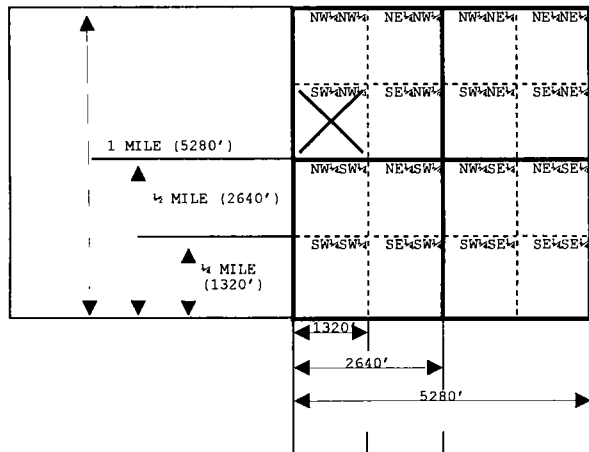 NW¼NW¼ NE¼NW¼ NW¼NE¼ NE¼NE¼
SW¼NW¼ SE¼NW¼ SW¼NE¼ SE¼NE¼
1 MILE (5280′)
NW¼SW¼ NE¼SW¼ NW¼SE¼ NE¼SE¼
½ MILE (2640′)
SW¼SW¼ SE¼SW¼ SW¼SE¼ SE¼SE¼
¼ MILE
(1320′)
1320′
2640′
5280′